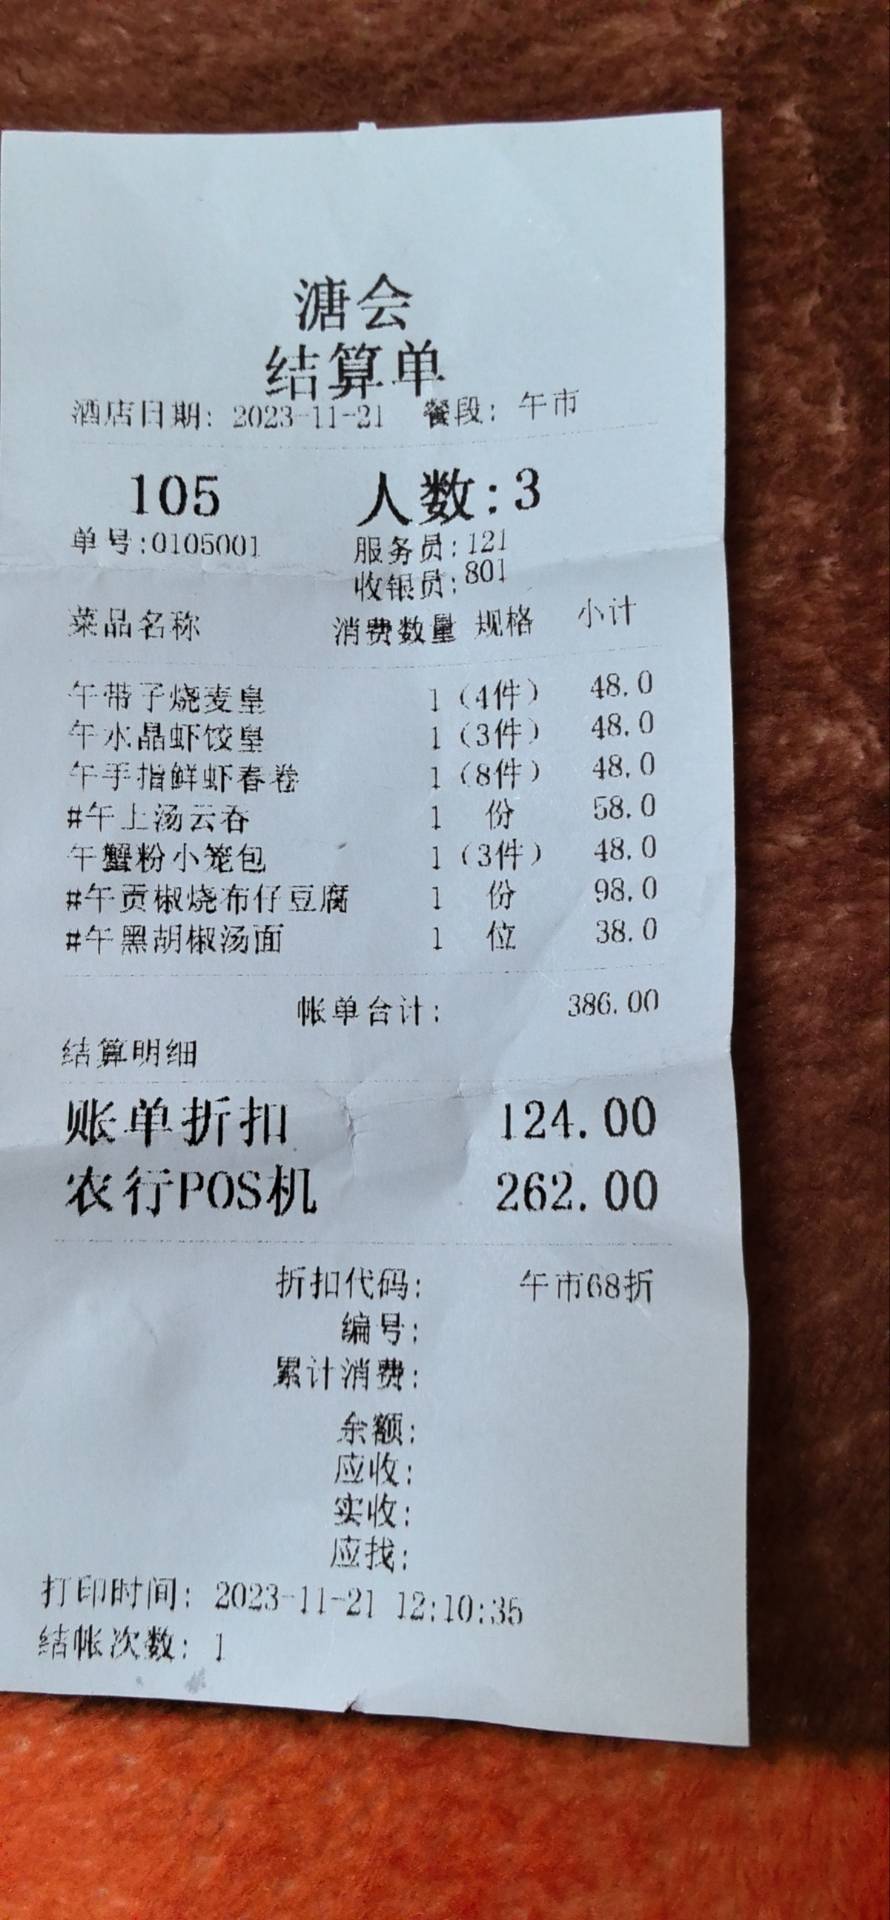 溏会
结算单
酒店日期: 2023-11-21 餐段: 午市
105 人数:3
单号:0105001 服务员:121
收银员:801
菜品名称 消费数量 规格 小计
午带子烧麦皇 1 (4件) 48.0
午水晶虾饺皇 1 (3件) 48.0
午手指鲜虾春卷 1 (8件) 48.0
#午上汤云吞 1 份 58.0
午蟹粉小笼包 1 (3件) 48.0
#午贡椒烧布仔豆腐 1 份 98.0
#午黑胡椒汤面 1 位 38.0
帐单合计: 386.00
结算明细
账单折扣 124.00
农行POS机 262.00
折扣代码: 午市68折
编号:
累计消费:
余额:
应收:
实收:
应找:
打印时间: 2023-11-21 12:10:35
结帐次数: 1